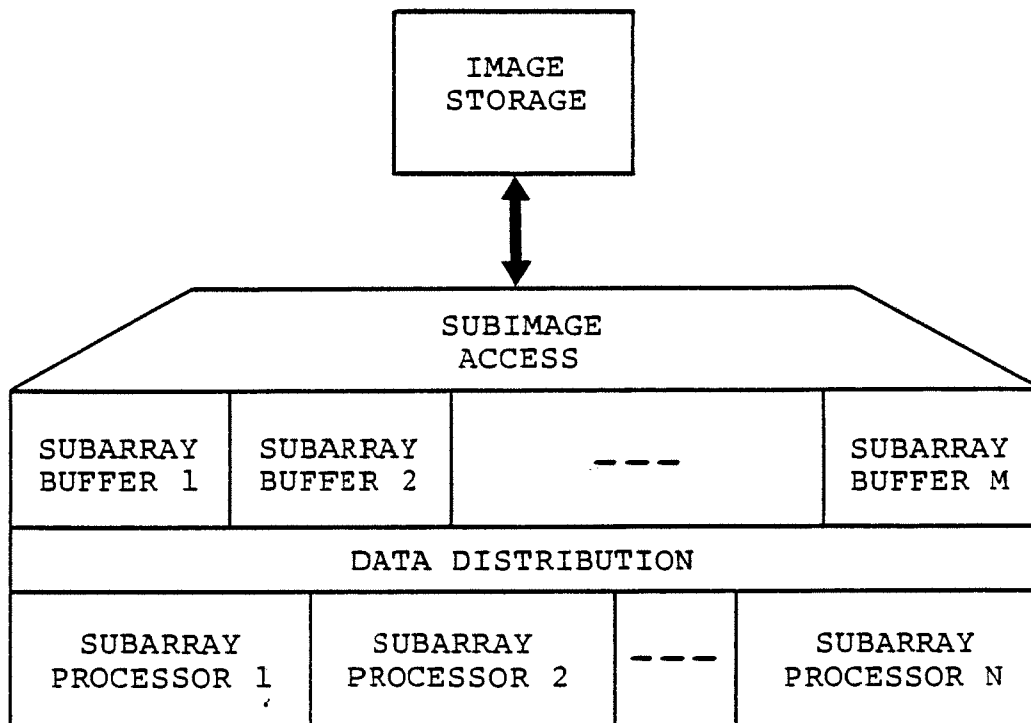 IMAGE
STORAGE
SUBIMAGE
ACCESS
SUBARRAY
BUFFER 1
SUBARRAY
BUFFER 2
---
SUBARRAY
BUFFER M
DATA DISTRIBUTION
SUBARRAY
PROCESSOR 1
SUBARRAY
PROCESSOR 2
---
SUBARRAY
PROCESSOR N